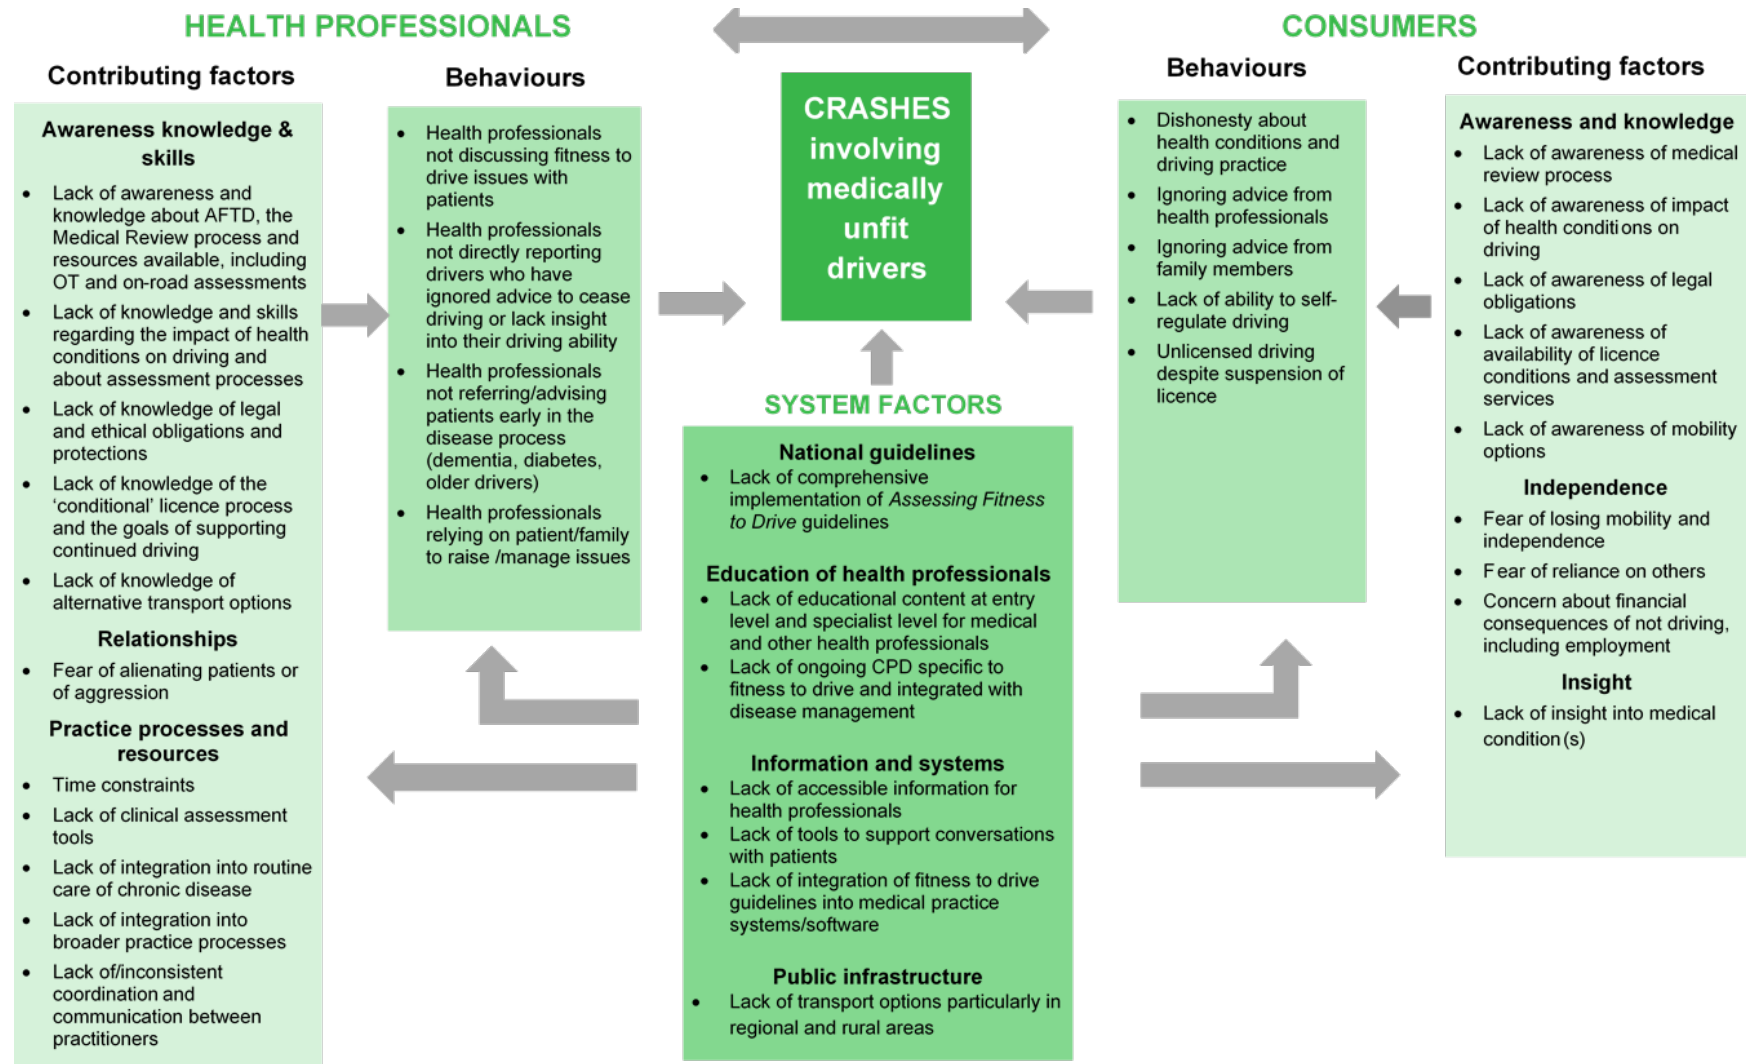 HEALTH PROFESSIONALS
Contributing factors
Awareness knowledge &
skills
• Lack of awareness and
knowledge about AFTD, the
Medical Review process and
resources available, including
OT and on-road assessments
• Lack of knowledge and skills
regarding the impact of health
conditions on driving and
about assessment processes
• Lack of knowledge of legal
and ethical obligations and
protections
• Lack of knowledge of the
‘conditional’ licence process
and the goals of supporting
continued driving
• Lack of knowledge of
alternative transport options
Relationships
• Fear of alienating patients or
of aggression
Practice processes and
resources
• Time constraints
• Lack of clinical assessment
tools
• Lack of integration into routine
care of chronic disease
• Lack of integration into
broader practice processes
• Lack of/inconsistent
coordination and
communication between
practitioners
Behaviours
• Health professionals
not discussing fitness to
drive issues with
patients
• Health professionals
not directly reporting
drivers who have
ignored advice to cease
driving or lack insight
into their driving ability
• Health professionals
not referring/advising
patients early in the
disease process
(dementia, diabetes,
older drivers)
• Health professionals
relying on patient/family
to raise /manage issues
CRASHES
involving
medically
unfit
drivers
SYSTEM FACTORS
National guidelines
• Lack of comprehensive
implementation of Assessing Fitness
to Drive guidelines
Education of health professionals
• Lack of educational content at entry
level and specialist level for medical
and other health professionals
• Lack of ongoing CPD specific to
fitness to drive and integrated with
disease management
Information and systems
• Lack of accessible information for
health professionals
• Lack of tools to support conversations
with patients
• Lack of integration of fitness to drive
guidelines into medical practice
systems/software
Public infrastructure
• Lack of transport options particularly in
regional and rural areas
CONSUMERS
Behaviours
• Dishonesty about
health conditions and
driving practice
• Ignoring advice from
health professionals
• Ignoring advice from
family members
• Lack of ability to self-
regulate driving
• Unlicensed driving
despite suspension of
licence
Contributing factors
Awareness and knowledge
• Lack of awareness of medical
review process
• Lack of awareness of impact
of health conditions on
driving
• Lack of awareness of legal
obligations
• Lack of awareness of
availability of licence
conditions and assessment
services
• Lack of awareness of mobility
options
Independence
• Fear of losing mobility and
independence
• Fear of reliance on others
• Concern about financial
consequences of not driving,
including employment
Insight
• Lack of insight into medical
condition(s)